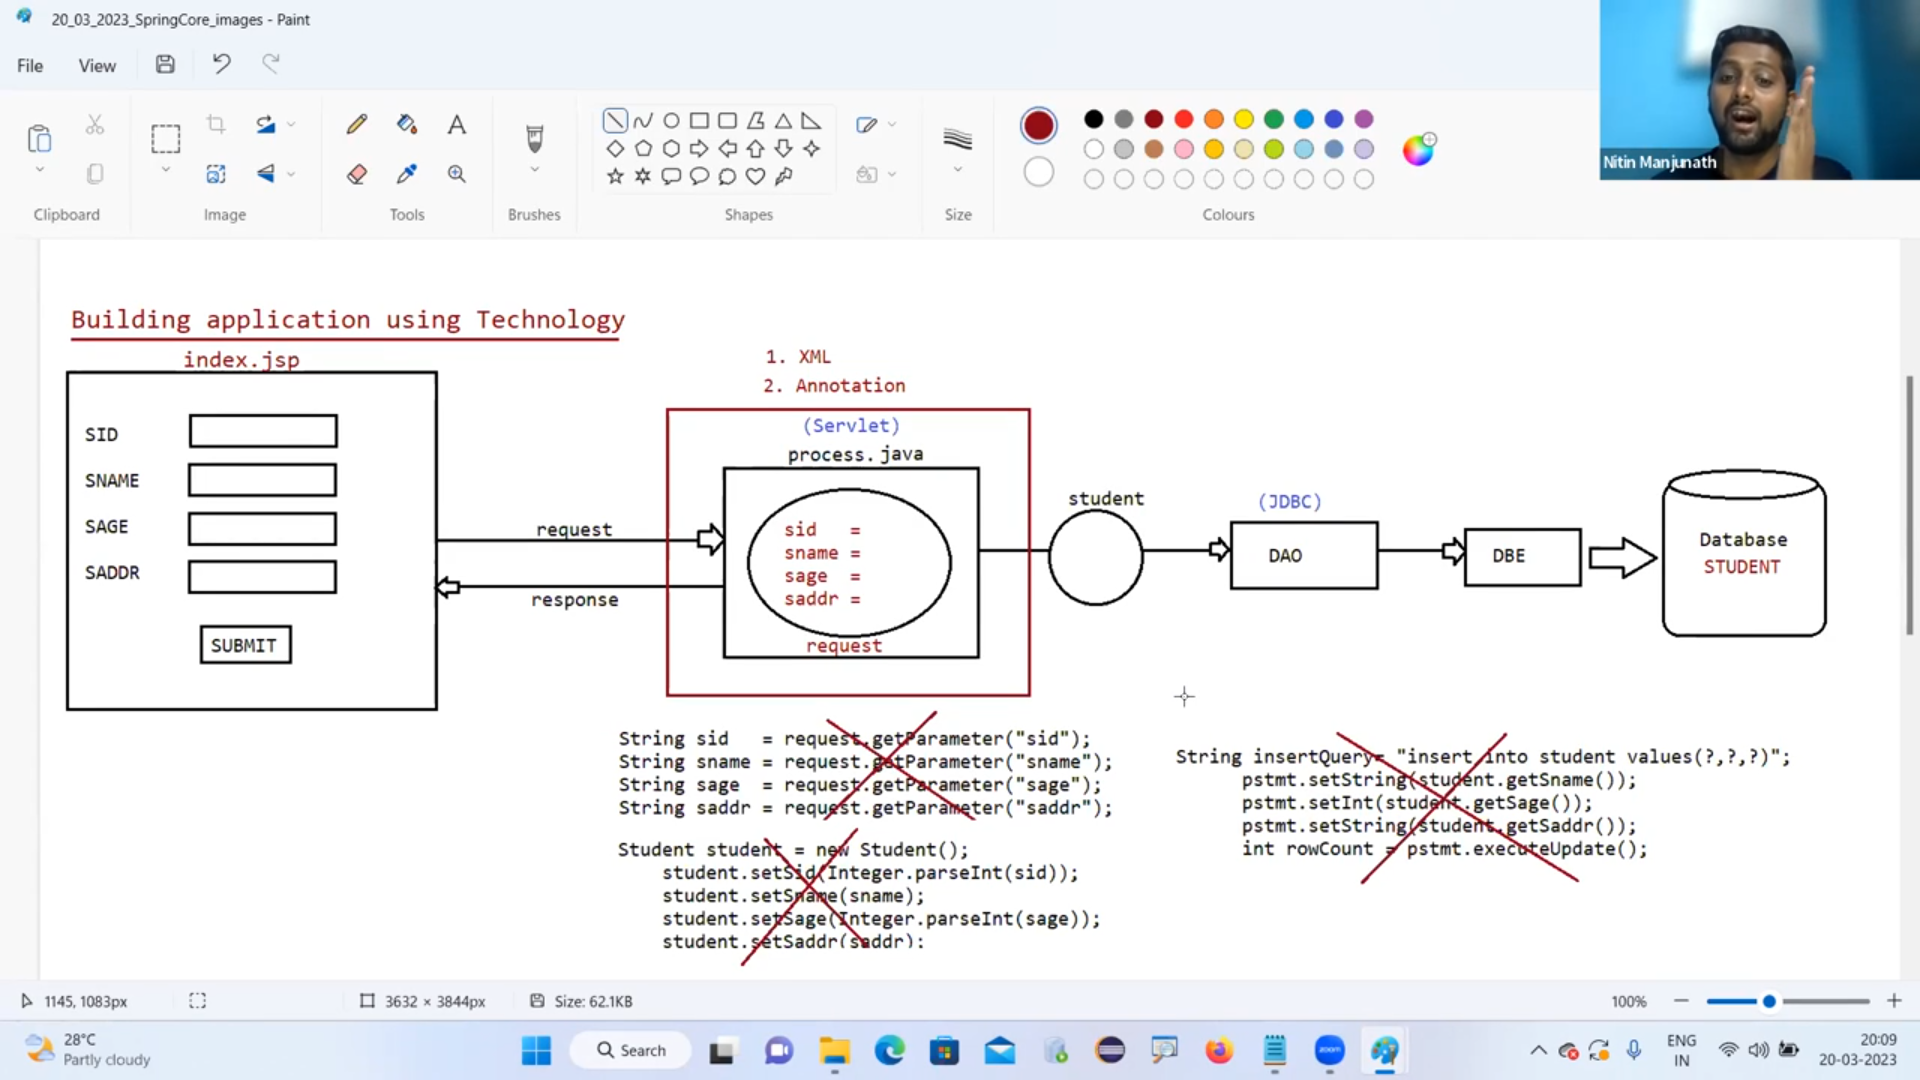 20_03_2023_SpringCore_images - Paint
File
View
Nitin Manjunath
Clipboard
Image
Tools
Brushes
Shapes
Size
Colours
Building application using Technology
index.jsp
SID
SNAME
SAGE
SADDR
SUBMIT
request
response
1. XML
2. Annotation
(Servlet)
process.java
sid =
sname =
sage =
saddr =
request
student
(JDBC)
DAO
DBE
Database
STUDENT
String sid = request.getParameter("sid");
String sname = request.getParameter("sname");
String sage = request.getParameter("sage");
String saddr = request.getParameter("saddr");
Student student = new Student();
student.setSid(Integer.parseInt(sid));
student.setSname(sname);
student.setSage(Integer.parseInt(sage));
student.setSaddr(saddr):
String insertQuery= "insert into student values(?,?,?)";
pstmt.setString(student.getSname());
pstmt.setInt(student.getSage());
pstmt.setString(student.getSaddr());
int rowCount = pstmt.executeUpdate();
1145, 1083px
3632 × 3844px
Size: 62.1KB
100%
28°C
Partly cloudy
Search
zoom
ENG
IN
20:09
20-03-2023